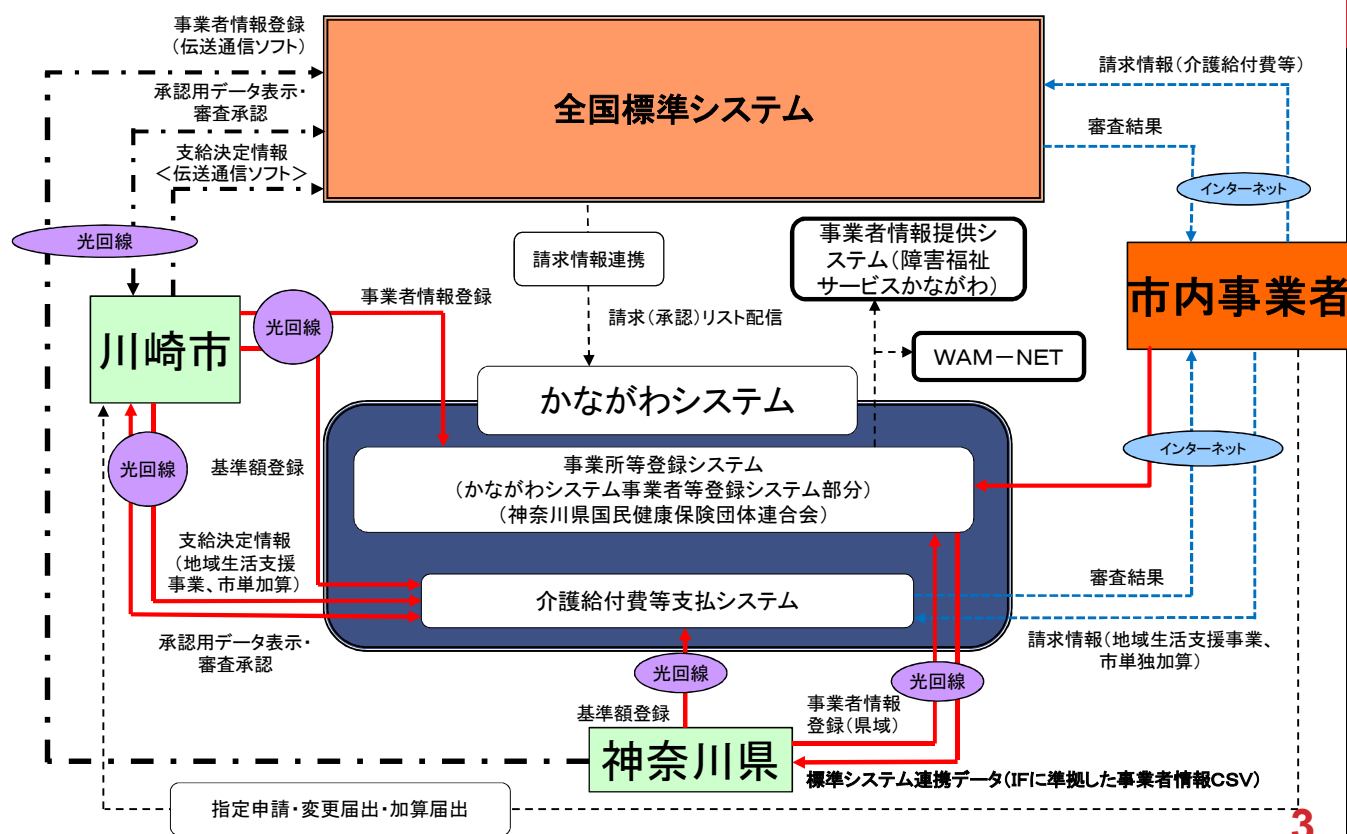 事業者情報登録
(伝送通信ソフト)
承認用データ表示・
審査承認
支給決定情報
<伝送通信ソフト>
全国標準システム
請求情報(介護給付費等)
審査結果
インターネット
光回線
請求情報連携
事業者情報提供シ
ステム(障害福祉
サービスかながわ)
市内事業者
川崎市
光回線
事業者情報登録
請求(承認)リスト配信
WAM-NET
かながわシステム
光回線
基準額登録
事業所等登録システム
(かながわシステム事業者等登録システム部分)
(神奈川県国民健康保険団体連合会)
インターネット
支給決定情報
(地域生活支援
事業、市単加算)
介護給付費等支払システム
審査結果
承認用データ表示・
審査承認
請求情報(地域生活支援事業、
市単独加算)
光回線
光回線
基準額登録
事業者情報
登録(県域)
神奈川県
標準システム連携データ(IFに準拠した事業者情報CSV)
指定申請・変更届出・加算届出
3